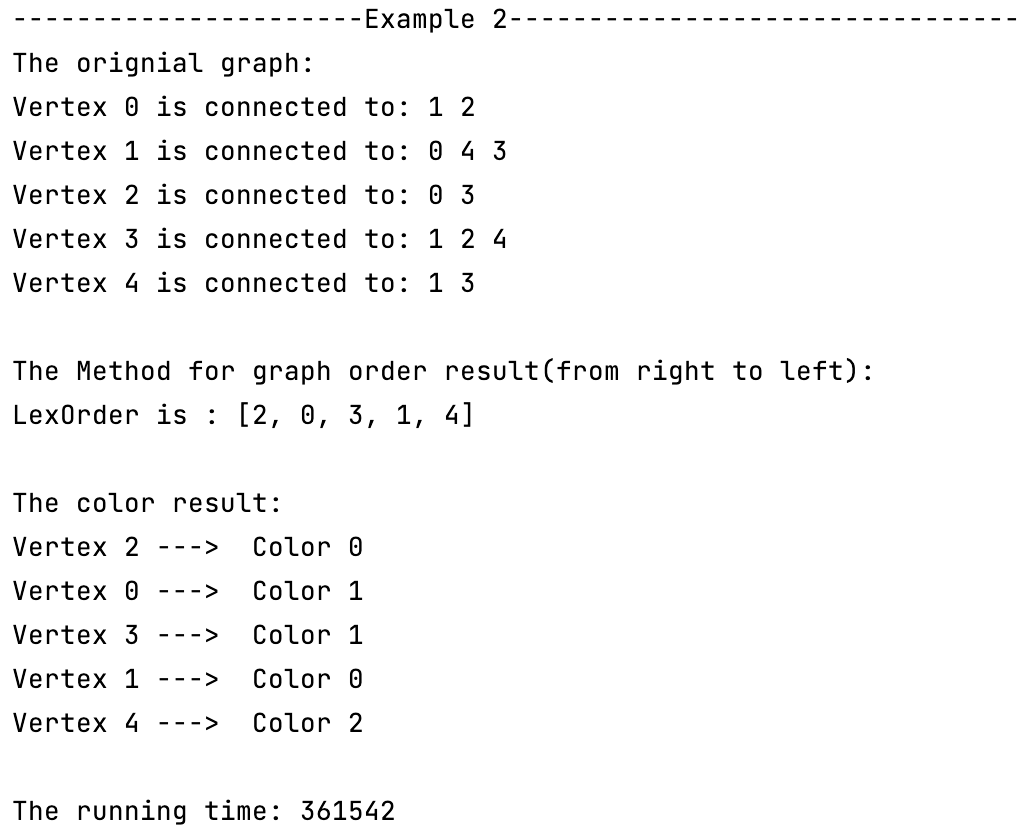 ----------------------Example 2--------------------------------
The orignial graph:
Vertex 0 is connected to: 1 2
Vertex 1 is connected to: 0 4 3
Vertex 2 is connected to: 0 3
Vertex 3 is connected to: 1 2 4
Vertex 4 is connected to: 1 3
The Method for graph order result(from right to left):
LexOrder is : [2, 0, 3, 1, 4]
The color result:
Vertex 2 --->  Color 0
Vertex 0 --->  Color 1
Vertex 3 --->  Color 1
Vertex 1 --->  Color 0
Vertex 4 --->  Color 2
The running time: 361542